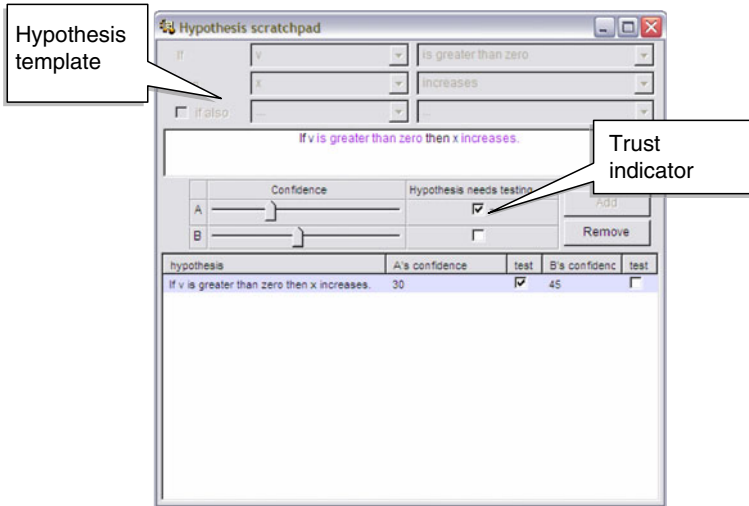 Hypothesis
template
Hypothesis scratchpad
If v is greater than zero
x increases
if also ... ...
If v is greater than zero then x increases.
Trust
indicator
Confidence Hypothesis needs testing
A
Add
B
Remove
hypothesis A's confidence test B's confidenc test
If v is greater than zero then x increases. 30 45